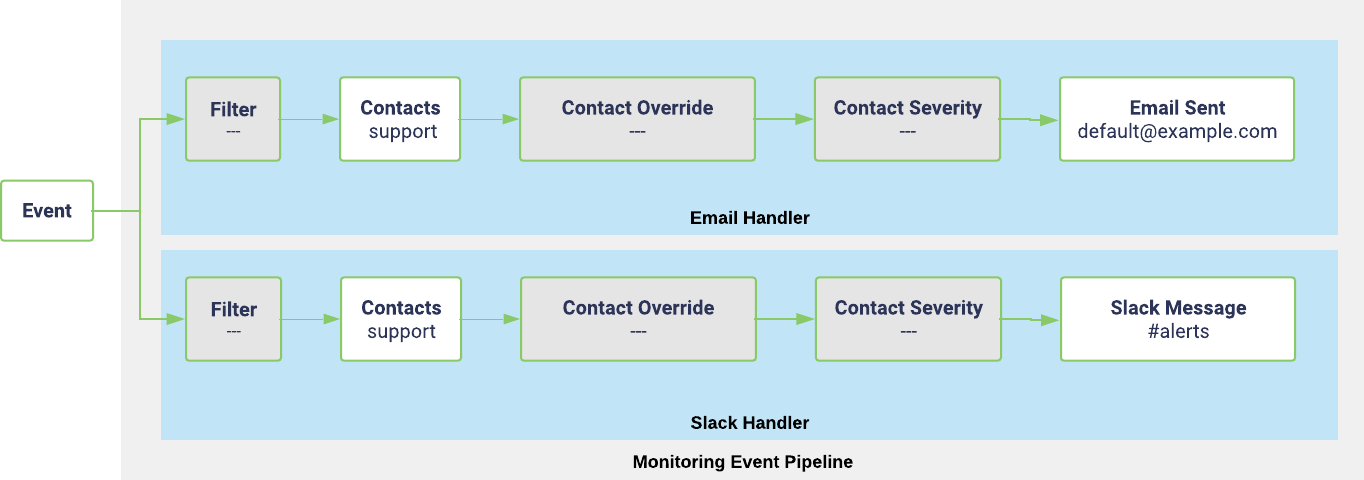 Filter
---
Contacts
support
Contact Override
---
Contact Severity
---
Email Sent
default@example.com
Event
Email Handler
Filter
---
Contacts
support
Contact Override
---
Contact Severity
---
Slack Message
#alerts
Slack Handler
Monitoring Event Pipeline